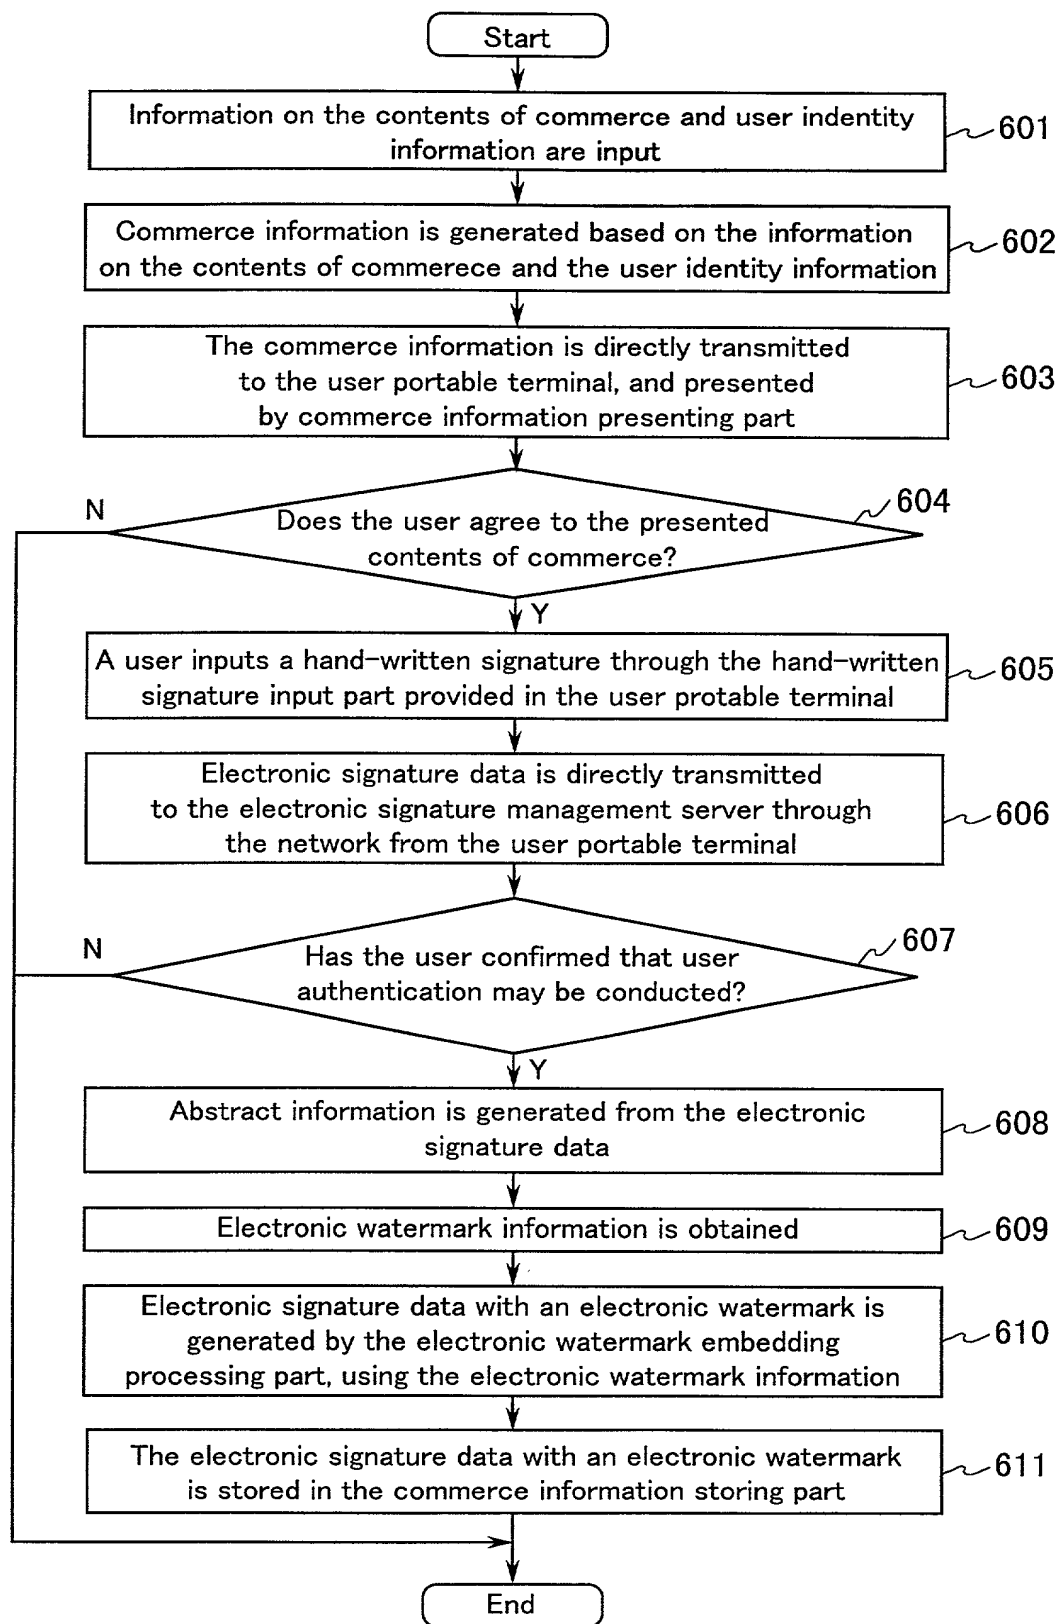 Start
Information on the contents of commerce and user indentity
information are input
601
Commerce information is generated based on the information
on the contents of commerece and the user identity information
602
The commerce information is directly transmitted
to the user portable terminal, and presented
by commerce information presenting part
603
N
Does the user agree to the presented
contents of commerce?
604
Y
A user inputs a hand-written signature through the hand-written
signature input part provided in the user protable terminal
605
Electronic signature data is directly transmitted
to the electronic signature management server through
the network from the user portable terminal
606
N
Has the user confirmed that user
authentication may be conducted?
607
Y
Abstract information is generated from the electronic
signature data
608
Electronic watermark information is obtained
609
Electronic signature data with an electronic watermark is
generated by the electronic watermark embedding
processing part, using the electronic watermark information
610
The electronic signature data with an electronic watermark
is stored in the commerce information storing part
611
End